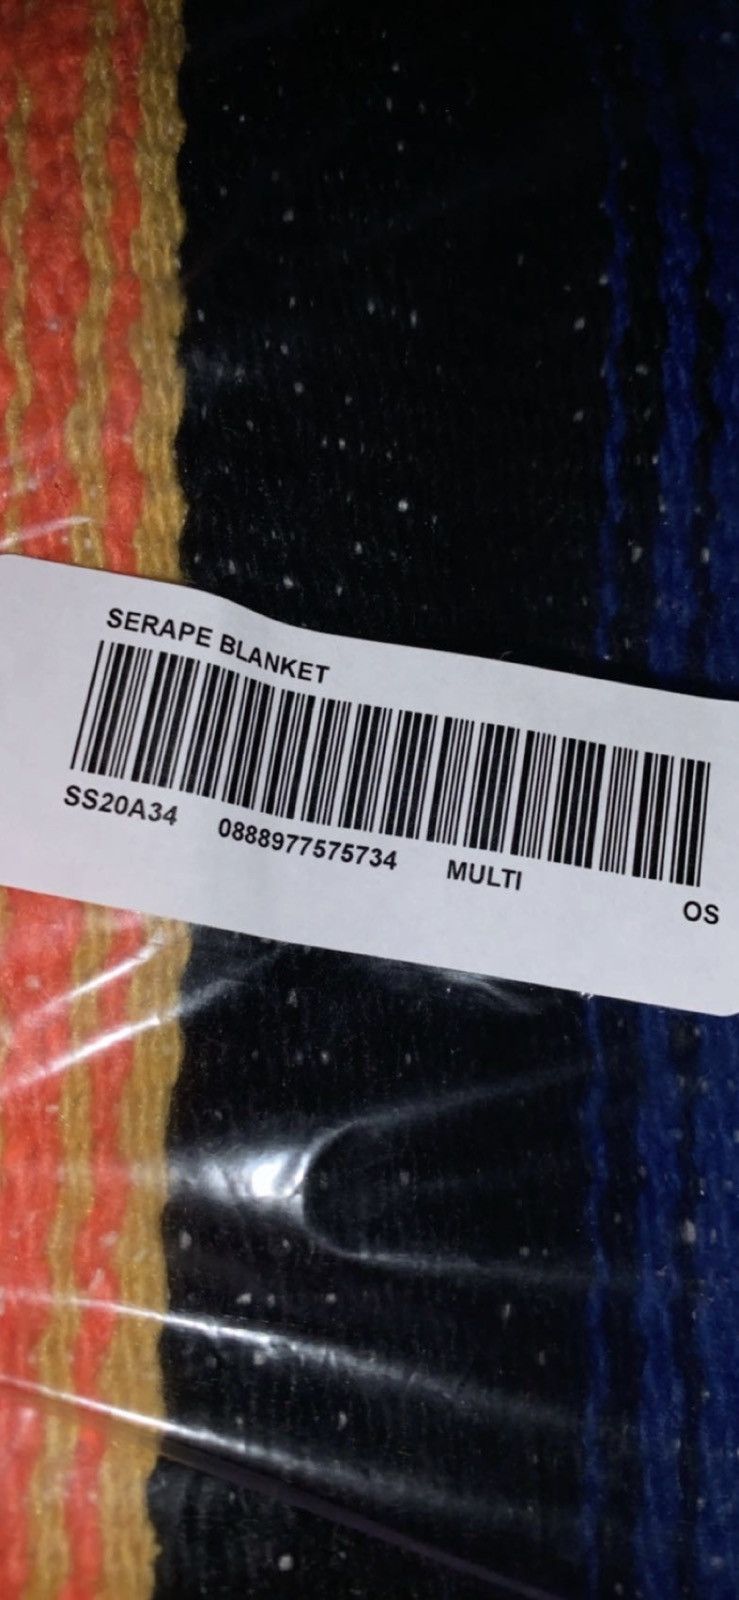 SERAPE BLANKET
SS20A34 0888977575734 MULTI
OS